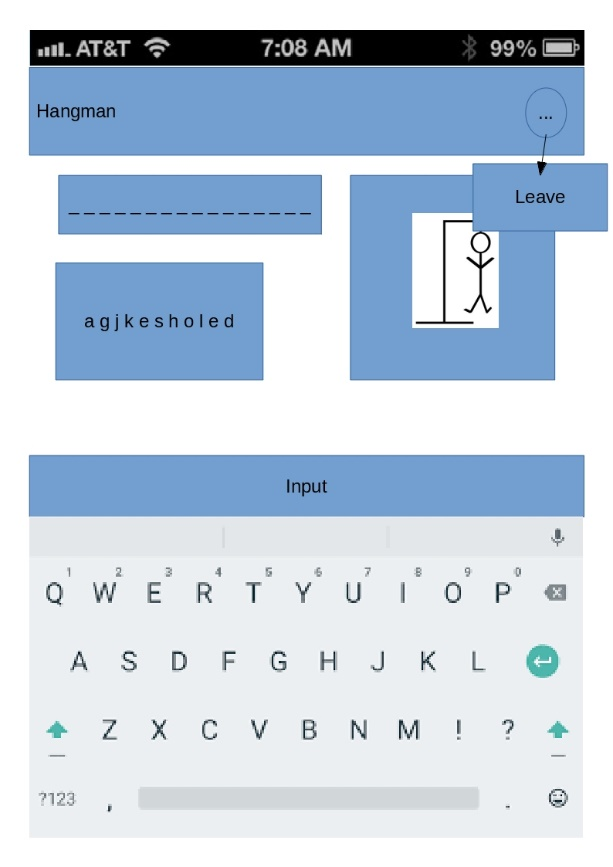 AT&T 7:08 AM 99%
Hangman ...
Leave
_ _ _ _ _ _ _ _ _ _ _ _ _ _ _ _
a g j k e s h o l e d
Input
1 2 3 4 5 6 7 8 9 0
Q W E R T Y U I O P
A S D F G H J K L
Z X C V B N M ! ?
?123 , .